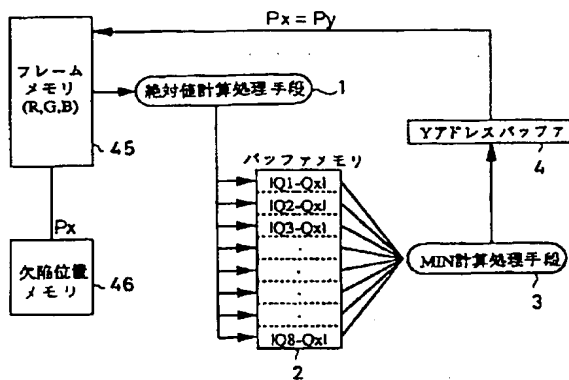 Px = Py
フレーム
メモリ
(R,G,B)
45
絶対値計算処理手段
1
Yアドレスバッファ
4
バッファメモリ
|Q1-Qx|
|Q2-Qx|
|Q3-Qx|
|Q8-Qx|
2
MIN計算処理手段
3
Px
欠陥位置
メモリ
46